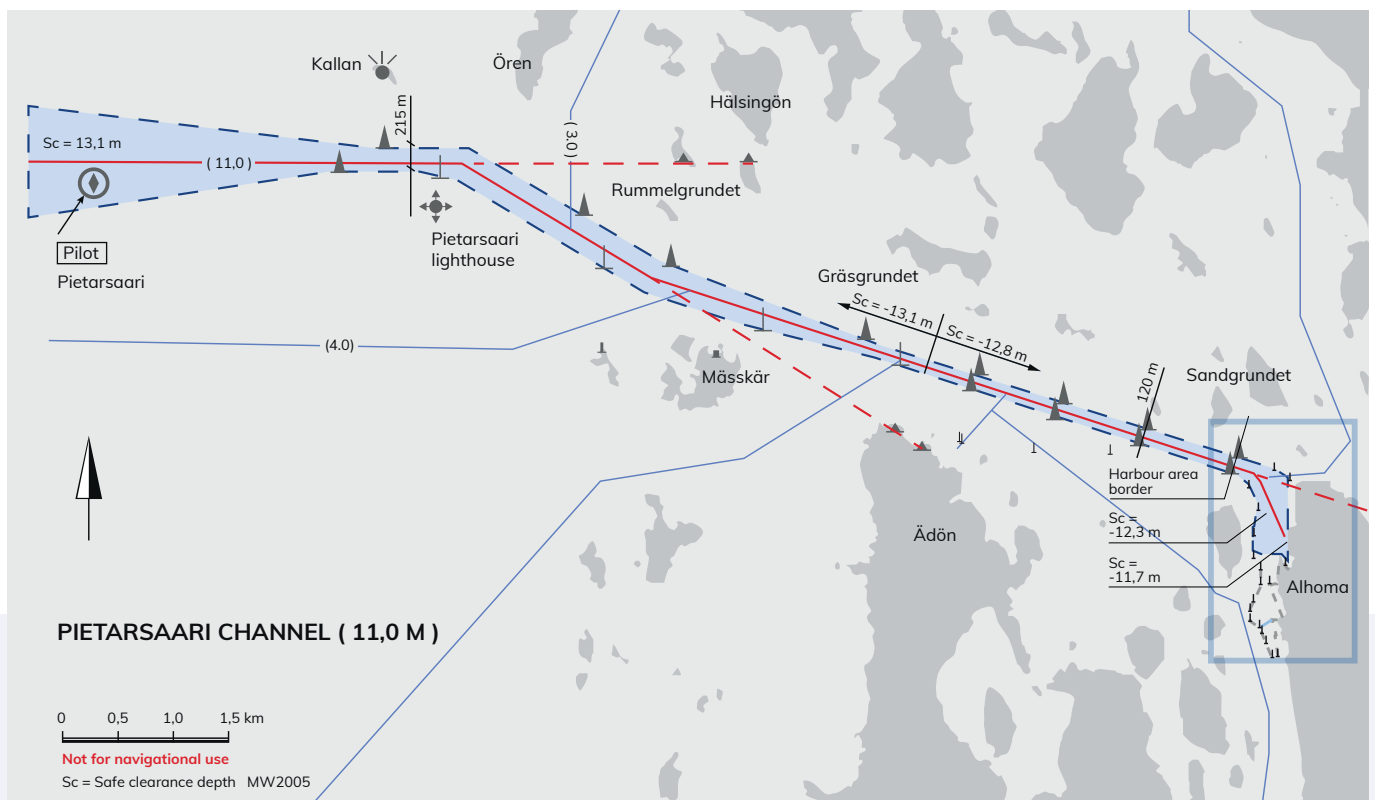 Kallan
Ören
Hälsingön
215 m
( 3.0 )
Sc = 13,1 m
( 11,0 )
Rummelgrundet
Pilot
Pietarsaari
Pietarsaari
lighthouse
Gräsgrundet
Sc = -13,1 m
Sc = -12,8 m
(4.0)
Mässkär
120 m
Sandgrundet
Harbour area
border
Sc =
-12,3 m
Sc =
-11,7 m
Ädön
Alhoma
PIETARSAARI CHANNEL ( 11,0 M )
0 0,5 1,0 1,5 km
Not for navigational use
Sc = Safe clearance depth MW2005